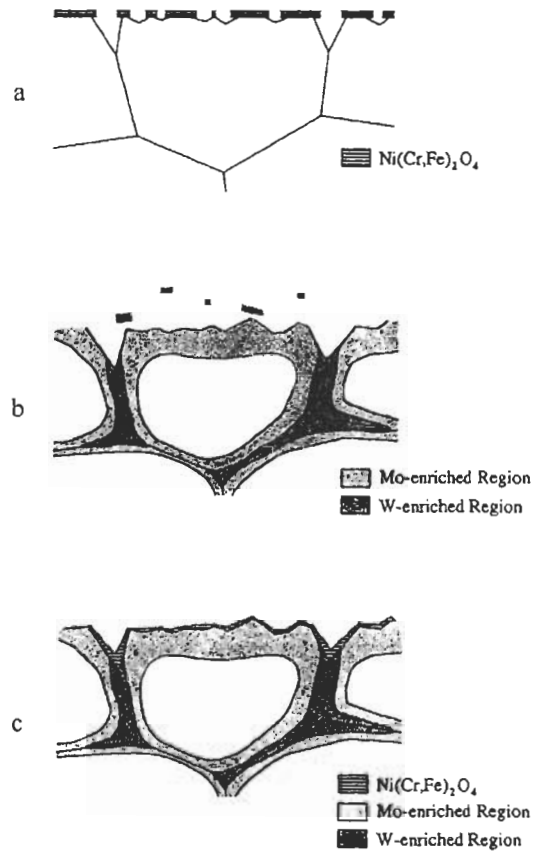 a
Ni(Cr,Fe)₂O₄
b
Mo-enriched Region
W-enriched Region
c
Ni(Cr,Fe)₂O₄
Mo-enriched Region
W-enriched Region